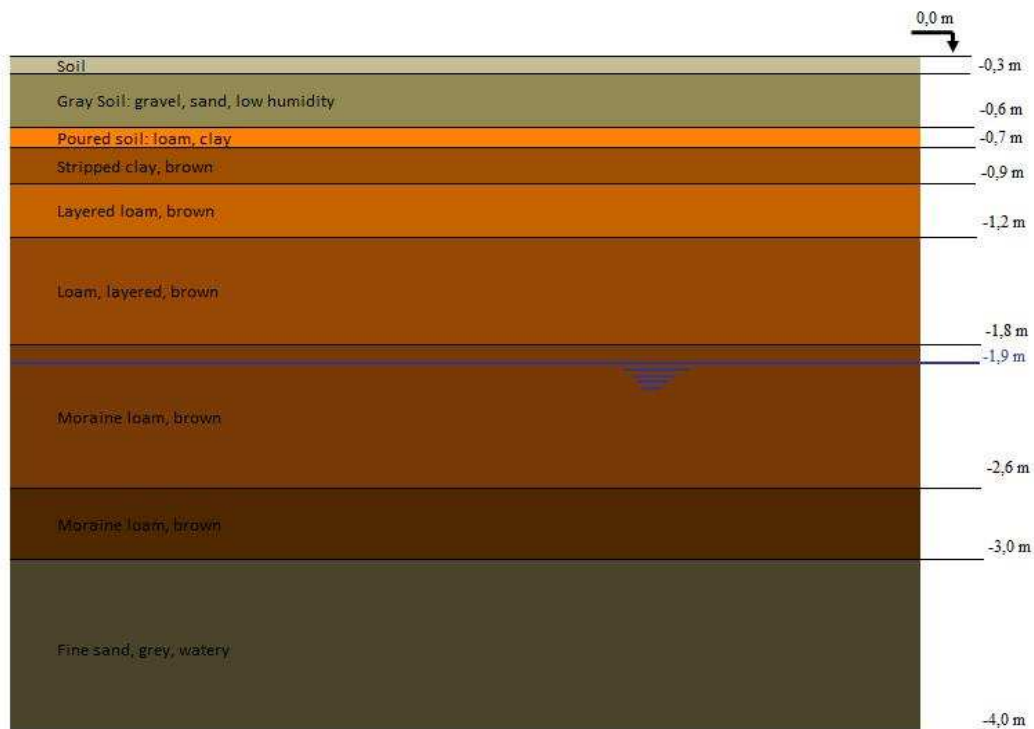 0,0 m
Soil
-0,3 m
Gray Soil: gravel, sand, low humidity
-0,6 m
Poured soil: loam, clay
-0,7 m
Stripped clay, brown
-0,9 m
Layered loam, brown
-1,2 m
Loam, layered, brown
-1,8 m
-1,9 m
Moraine loam, brown
-2,6 m
Moraine loam, brown
-3,0 m
Fine sand, grey, watery
-4,0 m